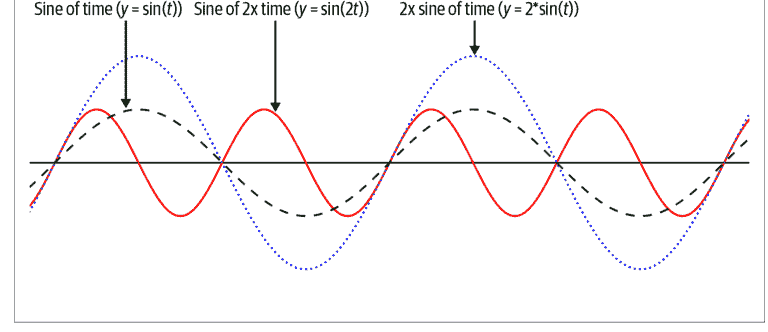 Sine of time (y = sin(t))
Sine of 2x time (y = sin(2t))
2x sine of time (y = 2*sin(t))